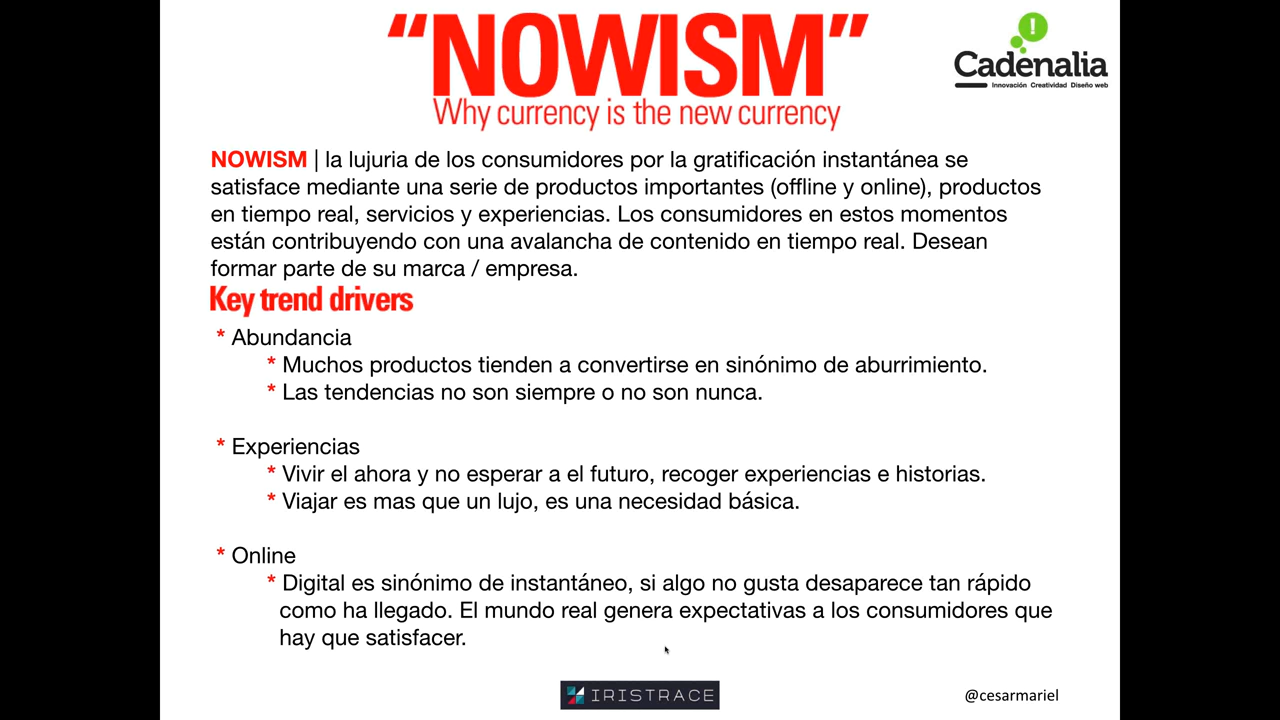 “NOWISM”
Cadenalia
Innovación Creatividad Diseño web
Why currency is the new currency
NOWISM | la lujuria de los consumidores por la gratificación instantánea se
satisface mediante una serie de productos importantes (offline y online), productos
en tiempo real, servicios y experiencias. Los consumidores en estos momentos
están contribuyendo con una avalancha de contenido en tiempo real. Desean
formar parte de su marca / empresa.
Key trend drivers
* Abundancia
* Muchos productos tienden a convertirse en sinónimo de aburrimiento.
* Las tendencias no son siempre o no son nunca.
* Experiencias
* Vivir el ahora y no esperar a el futuro, recoger experiencias e historias.
* Viajar es mas que un lujo, es una necesidad básica.
* Online
* Digital es sinónimo de instantáneo, si algo no gusta desaparece tan rápido
como ha llegado. El mundo real genera expectativas a los consumidores que
hay que satisfacer.
IRISTRACE
@cesarmariel